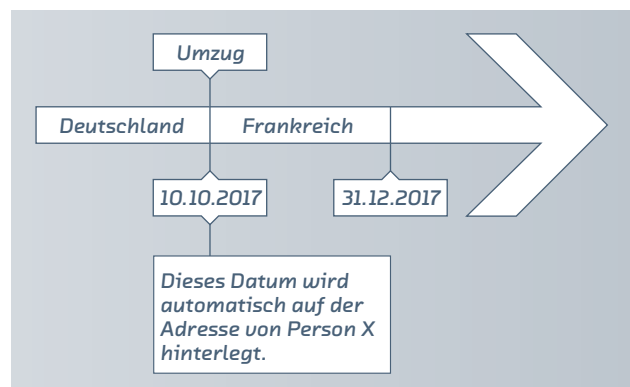 Umzug
Deutschland
Frankreich
10.10.2017
31.12.2017
Dieses Datum wird
automatisch auf der
Adresse von Person X
hinterlegt.